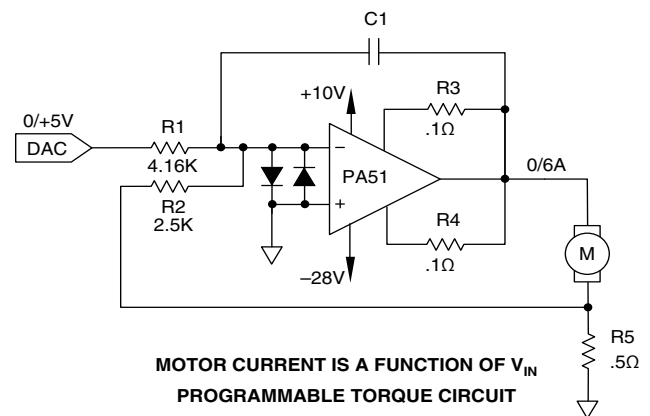 C1
+10V
R3
.1Ω
0/+5V
DAC
R1
4.16K
R2
2.5K
–
+
PA51
0/6A
R4
.1Ω
–28V
M
R5
.5Ω
MOTOR CURRENT IS A FUNCTION OF VIN
PROGRAMMABLE TORQUE CIRCUIT